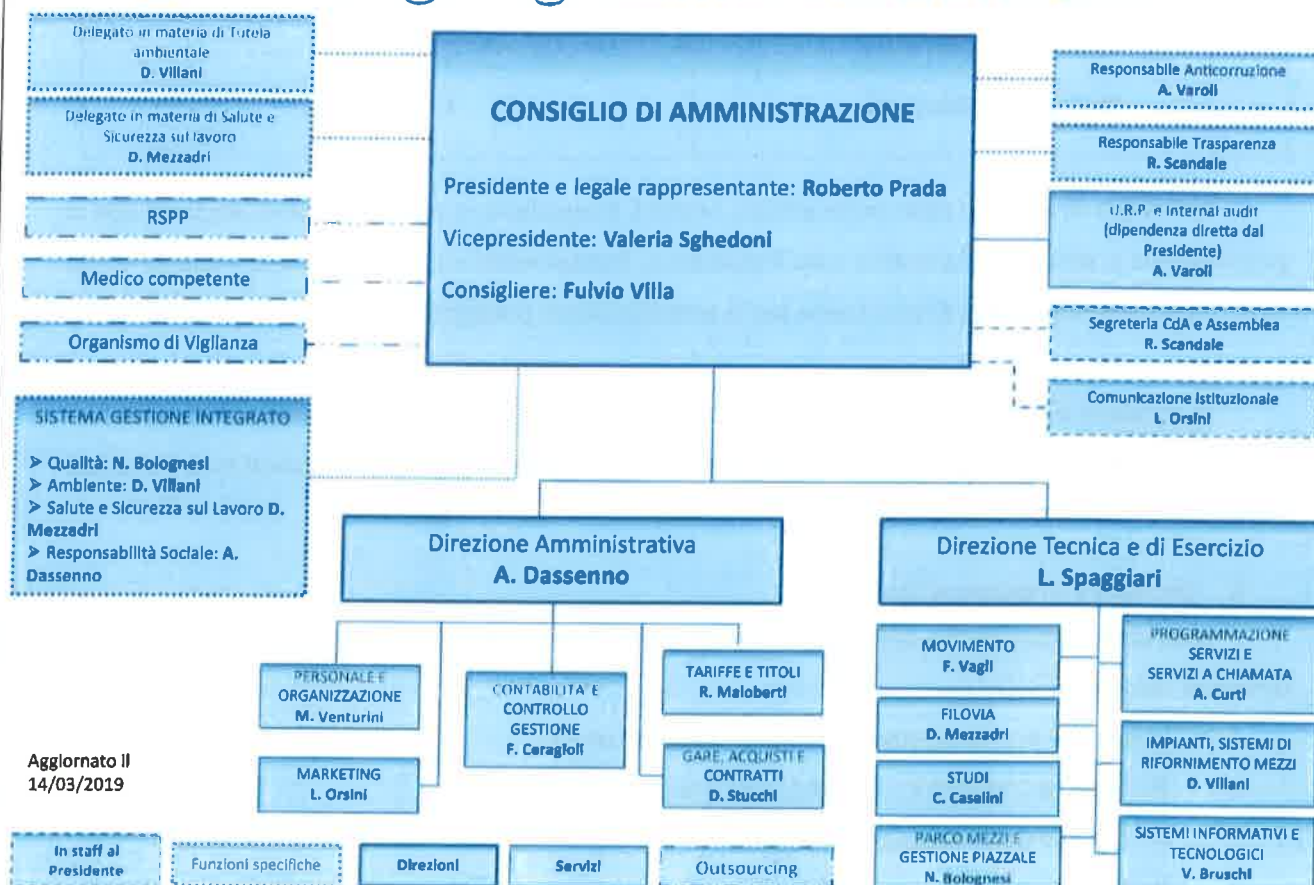 Delegato in materia di Tutela
ambientale
D. Villani
Delegato in materia di Salute e
Sicurezza sul lavoro
D. Mezzadri
RSPP
Medico competente
Organismo di Vigilanza
SISTEMA GESTIONE INTEGRATO
➢ Qualità: N. Bolognesi
➢ Ambiente: D. Villani
➢ Salute e Sicurezza sul Lavoro D.
Mezzadri
➢ Responsabilità Sociale: A.
Dassenno
CONSIGLIO DI AMMINISTRAZIONE
Presidente e legale rappresentante: Roberto Prada
Vicepresidente: Valeria Sghedoni
Consigliere: Fulvio Villa
Responsabile Anticorruzione
A. Varoli
Responsabile Trasparenza
R. Scandale
U.R.P. e Internal audit
(dipendenza diretta dal
Presidente)
A. Varoli
Segreteria CdA e Assemblea
R. Scandale
Comunicazione istituzionale
L. Orsini
Direzione Amministrativa
A. Dassenno
Direzione Tecnica e di Esercizio
L. Spaggiari
PERSONALE E
ORGANIZZAZIONE
M. Venturini
MARKETING
L. Orsini
CONTABILITA' E
CONTROLLO
GESTIONE
F. Ceragioli
TARIFFE E TITOLI
R. Maloberti
GARE, ACQUISTI E
CONTRATTI
D. Stucchi
MOVIMENTO
F. Vagli
FILOVIA
D. Mezzadri
STUDI
C. Casalini
PARCO MEZZI E
GESTIONE PIAZZALE
N. Bolognesi
PROGRAMMAZIONE
SERVIZI E
SERVIZI A CHIAMATA
A. Curti
IMPIANTI, SISTEMI DI
RIFORNIMENTO MEZZI
D. Villani
SISTEMI INFORMATIVI E
TECNOLOGICI
V. Bruschi
Aggiornato il
14/03/2019
In staff al
Presidente
Funzioni specifiche
Direzioni
Servizi
Outsourcing